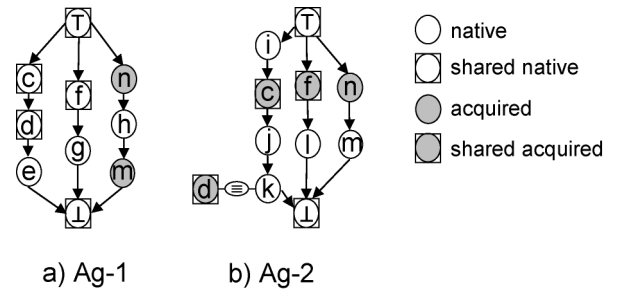 T
c
f
n
d
g
h
e
m
⊥
a) Ag-1
T
i
c
f
n
j
l
m
d
≡
k
⊥
b) Ag-2
native
shared native
acquired
shared acquired